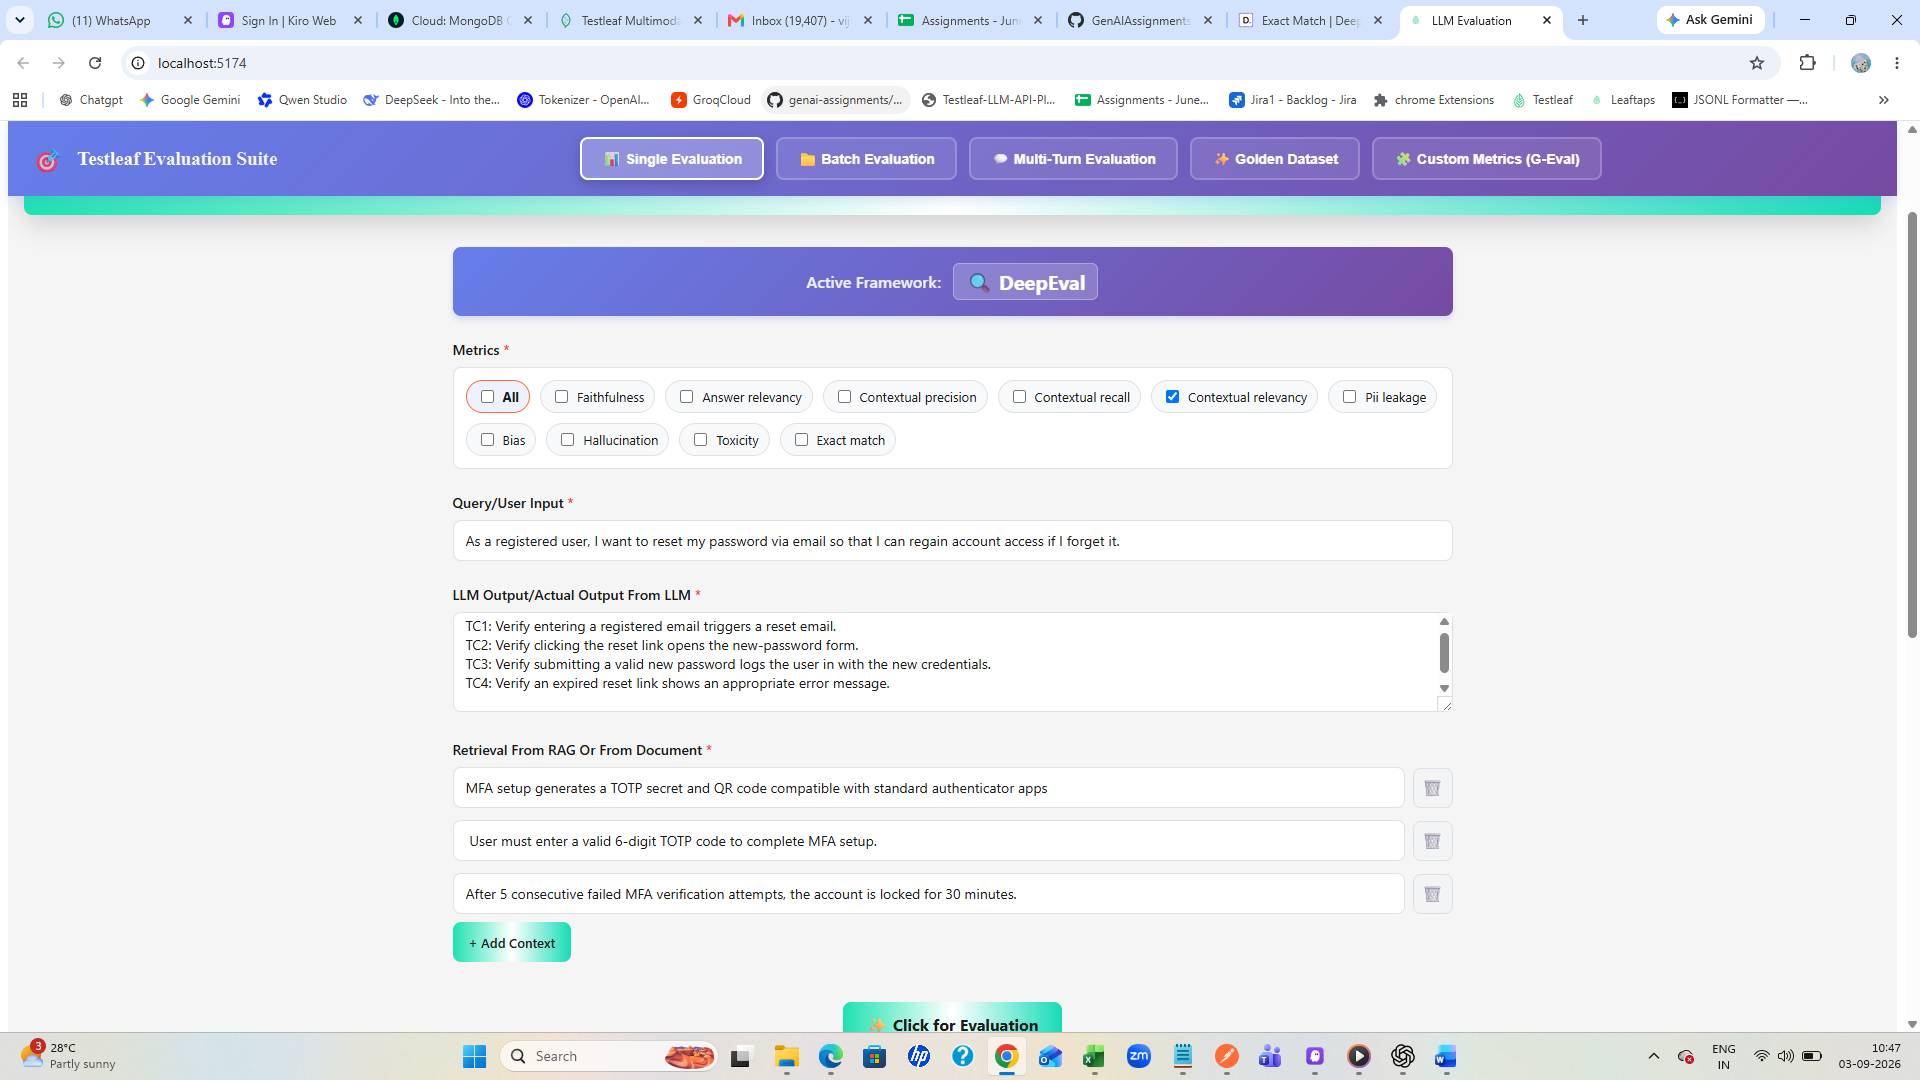 (11) WhatsApp
Sign In | Kiro Web
Cloud: MongoDB C
Testleaf Multimoda
Inbox (19,407) - vij
Assignments - June
GenAIAssignments
Exact Match | Deep
LLM Evaluation
Ask Gemini
localhost:5174
Chatgpt
Google Gemini
Qwen Studio
DeepSeek - Into the...
Tokenizer - OpenAI...
GroqCloud
genai-assignments/...
Testleaf-LLM-API-Pl...
Assignments - June...
Jira1 - Backlog - Jira
chrome Extensions
Testleaf
Leaftaps
JSONL Formatter —...
Testleaf Evaluation Suite
Single Evaluation
Batch Evaluation
Multi-Turn Evaluation
Golden Dataset
Custom Metrics (G-Eval)
Active Framework: DeepEval
Metrics *
All
Faithfulness
Answer relevancy
Contextual precision
Contextual recall
Contextual relevancy
Pii leakage
Bias
Hallucination
Toxicity
Exact match
Query/User Input *
As a registered user, I want to reset my password via email so that I can regain account access if I forget it.
LLM Output/Actual Output From LLM *
TC1: Verify entering a registered email triggers a reset email.
TC2: Verify clicking the reset link opens the new-password form.
TC3: Verify submitting a valid new password logs the user in with the new credentials.
TC4: Verify an expired reset link shows an appropriate error message.
Retrieval From RAG Or From Document *
MFA setup generates a TOTP secret and QR code compatible with standard authenticator apps
User must enter a valid 6-digit TOTP code to complete MFA setup.
After 5 consecutive failed MFA verification attempts, the account is locked for 30 minutes.
+ Add Context
Click for Evaluation
3
28°C
Partly sunny
Search
hp
zm
ENG
IN
10:47
03-09-2026